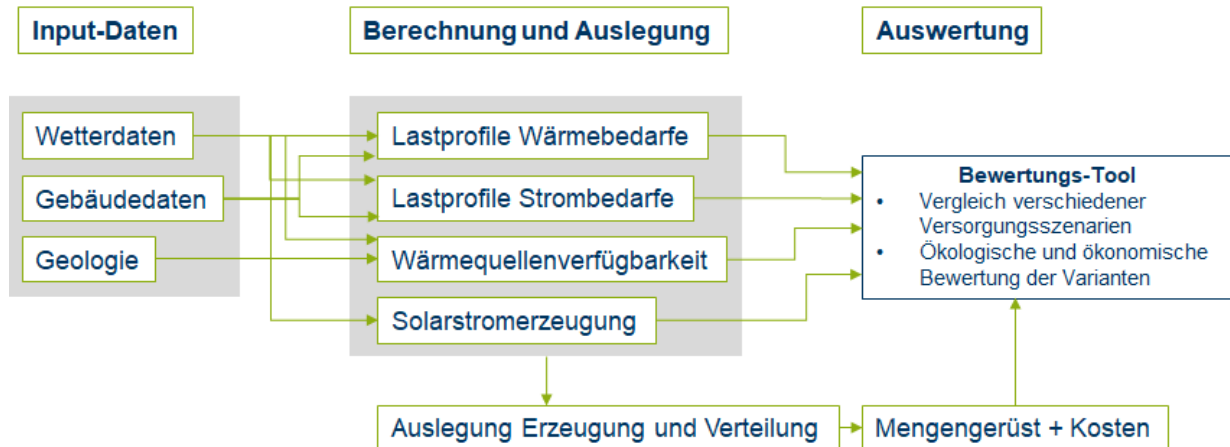 Input-Daten
Berechnung und Auslegung
Auswertung
Wetterdaten
Gebäudedaten
Geologie
Lastprofile Wärmebedarfe
Lastprofile Strombedarfe
Wärmequellenverfügbarkeit
Solarstromerzeugung
Bewertungs-Tool
• Vergleich verschiedener
Versorgungsszenarien
• Ökologische und ökonomische
Bewertung der Varianten
Auslegung Erzeugung und Verteilung
Mengengerüst + Kosten